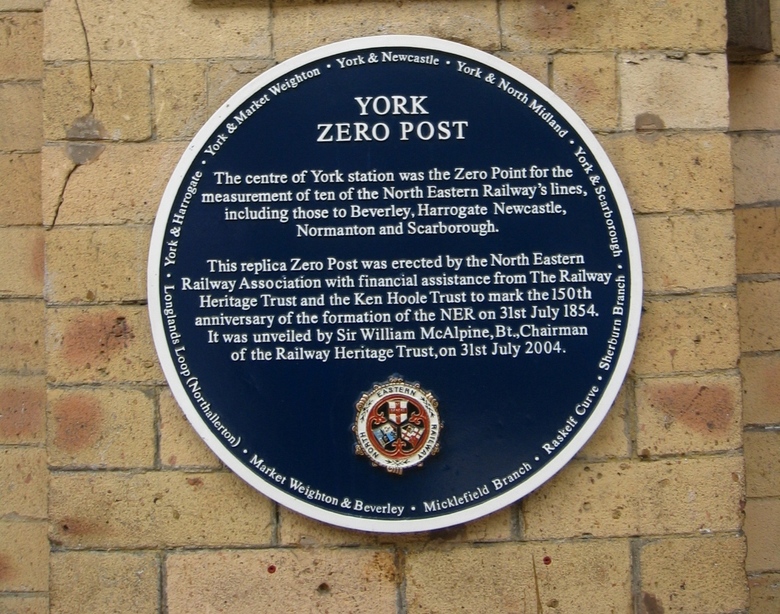 YORK
ZERO POST
The centre of York station was the Zero Point for the
measurement of ten of the North Eastern Railway's lines,
including those to Beverley, Harrogate Newcastle,
Normanton and Scarborough.
This replica Zero Post was erected by the North Eastern
Railway Association with financial assistance from The Railway
Heritage Trust and the Ken Hoole Trust to mark the 150th
anniversary of the formation of the NER on 31st July 1854.
It was unveiled by Sir William McAlpine, Bt., Chairman
of the Railway Heritage Trust, on 31st July 2004.
NORTH EASTERN RAILWAY
York & Newcastle • York & North Midland • York & Scarborough • Sherburn Branch • Raskelf Curve • Micklefield Branch • Market Weighton & Beverley • Longlands Loop (Northallerton) • York & Harrogate • York & Market Weighton •